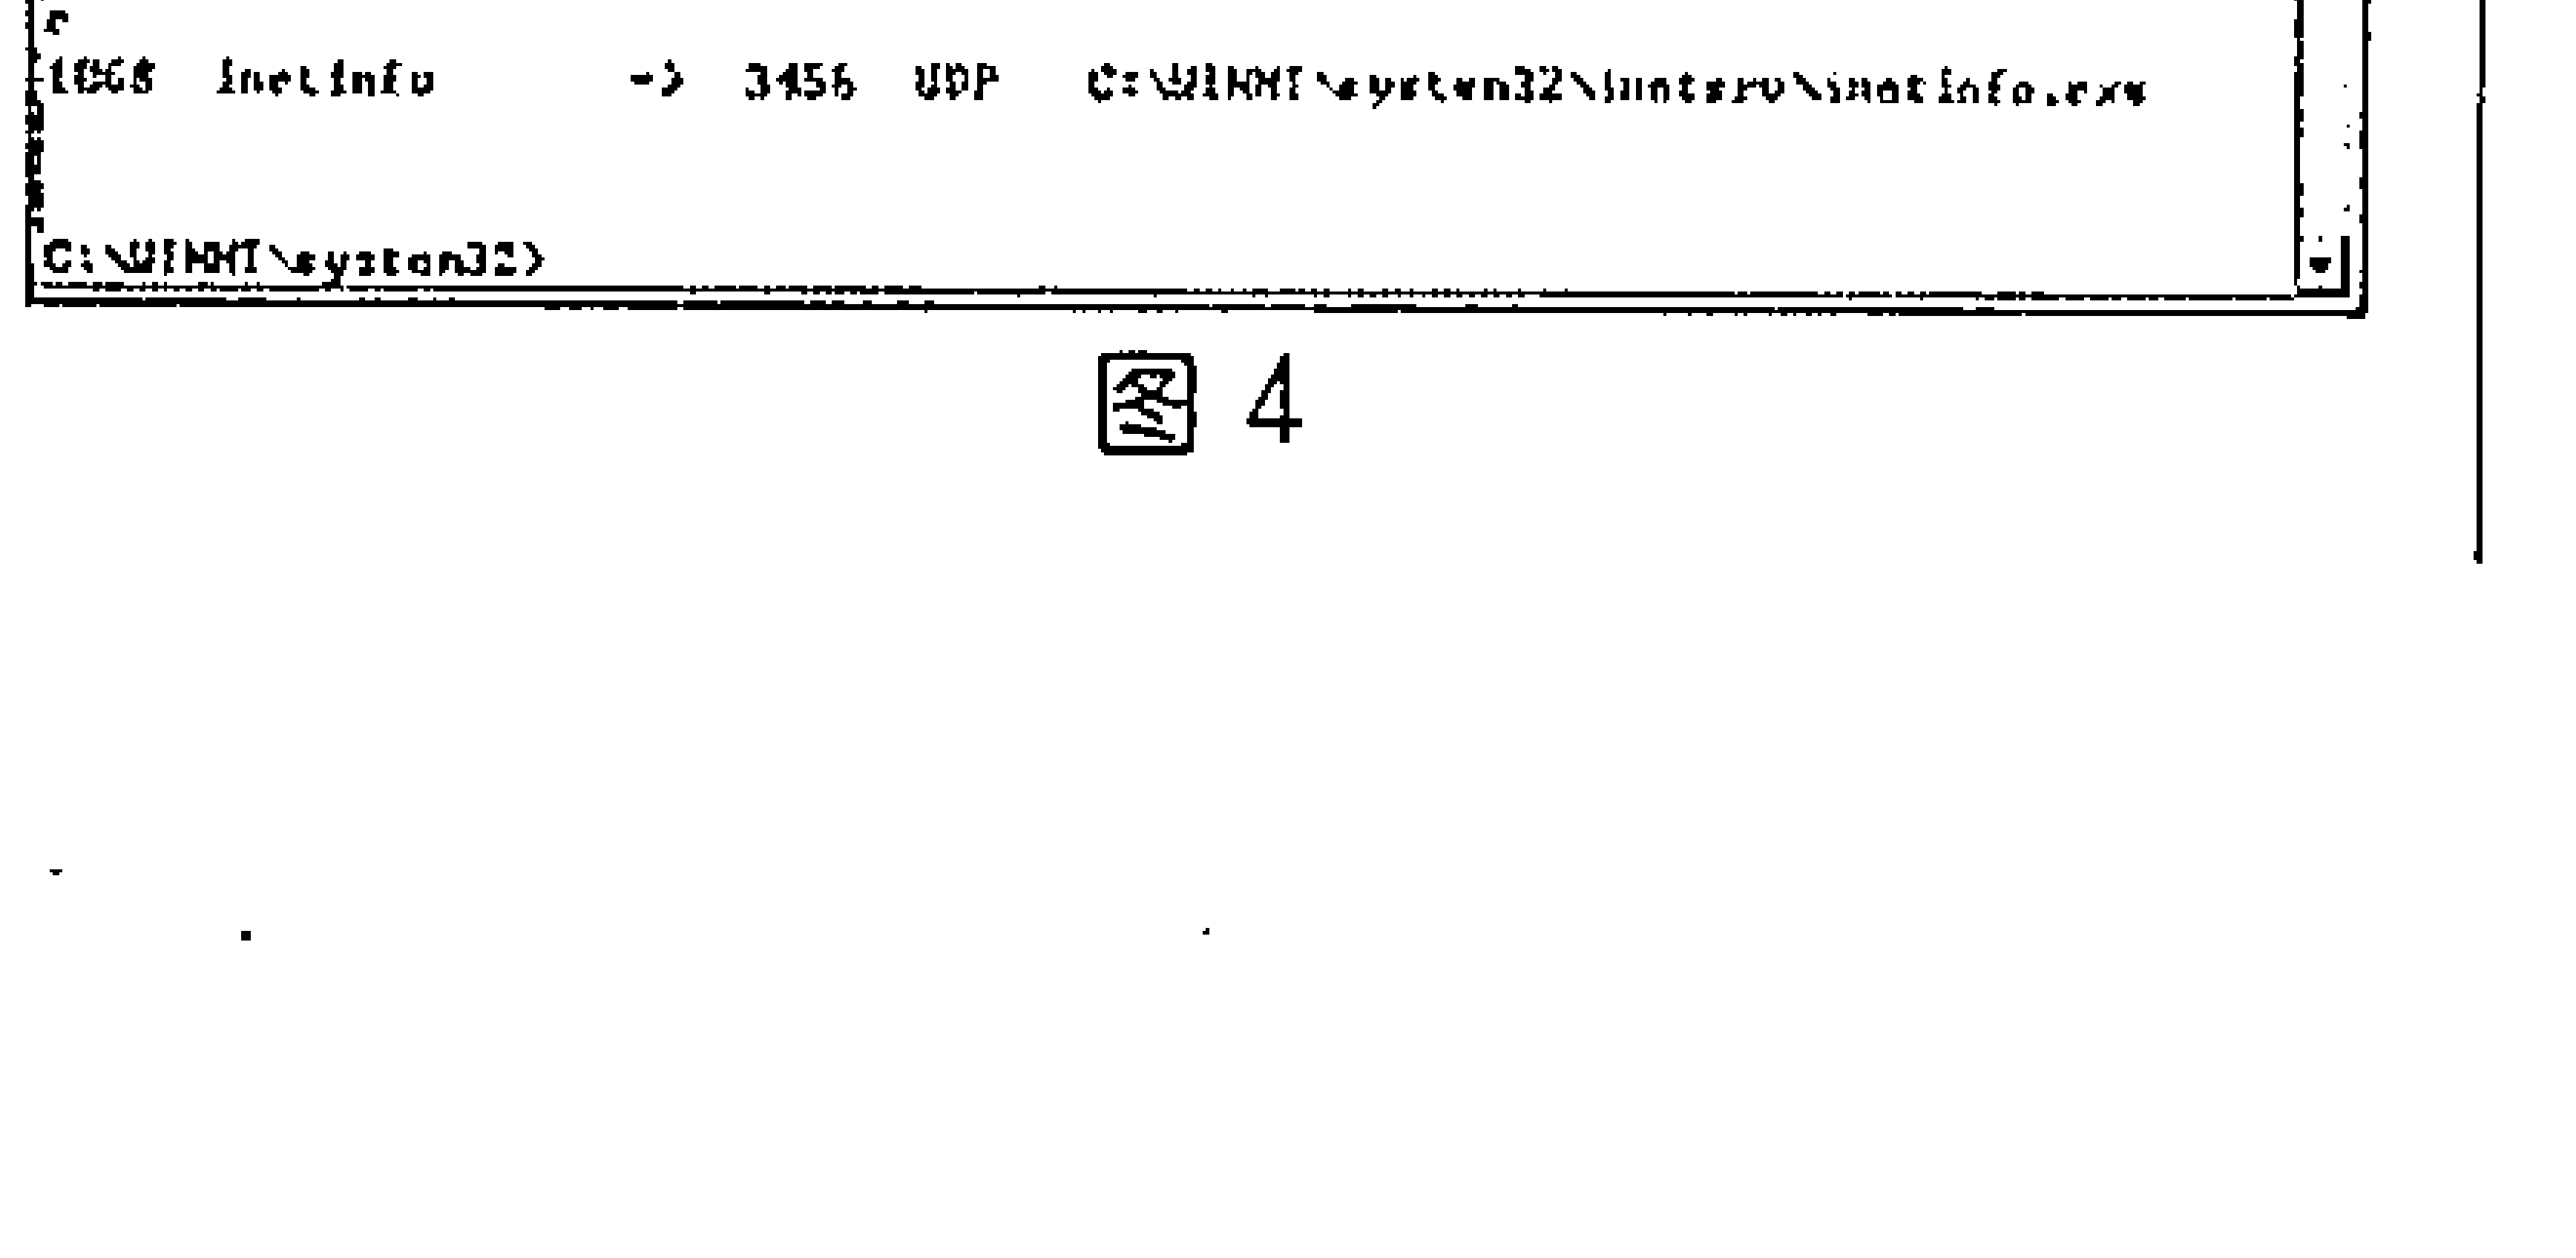 r
1068 inetinfo -> 3456 UDP C:\WINNT\system32\inetsrv\inetinfo.exe
C:\WINNT\system32>
图 4